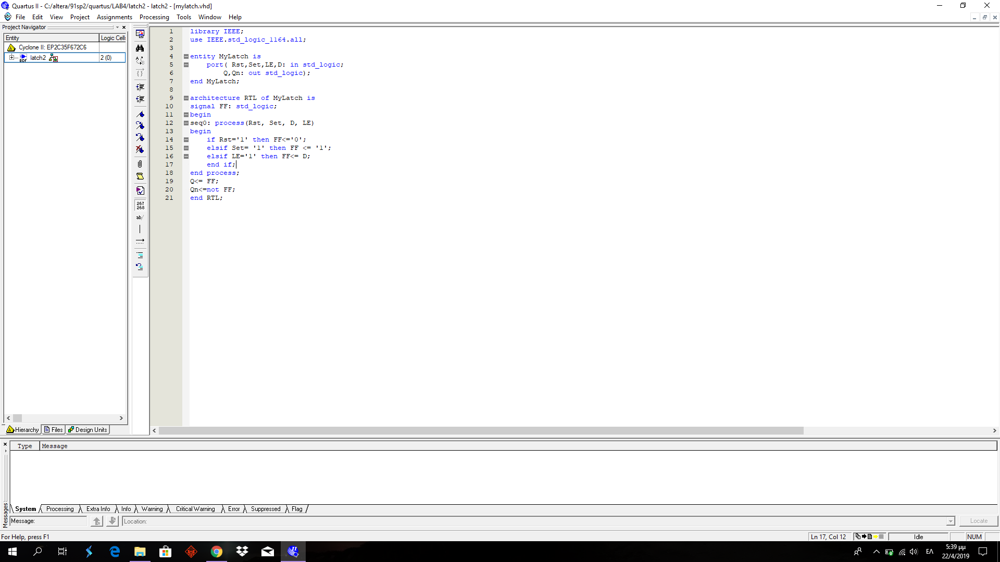 Quartus II - C:/altera/91sp2/quartus/LAB4/latch2 - latch2 - [mylatch.vhd]
File Edit View Project Assignments Processing Tools Window Help
Project Navigator
Entity Logic Cells
Cyclone II: EP2C35F672C6
latch2 2 (0)
BDF
Hierarchy Files Design Units
267
268
ab/
1 library IEEE;
2 use IEEE.std_logic_1164.all;
3
4 entity MyLatch is
5 port( Rst,Set,LE,D: in std_logic;
6 Q,Qn: out std_logic);
7 end MyLatch;
8
9 architecture RTL of MyLatch is
10 signal FF: std_logic;
11 begin
12 seq0: process(Rst, Set, D, LE)
13 begin
14 if Rst='1' then FF<='0';
15 elsif Set= '1' then FF <= '1';
16 elsif LE='1' then FF<= D;
17 end if;
18 end process;
19 Q<= FF;
20 Qn<=not FF;
21 end RTL;
Type Message
System Processing Extra Info Info Warning Critical Warning Error Suppressed Flag
Messages
Message: Location: Locate
For Help, press F1
Ln 17, Col 12 Idle NUM
ΕΛ
5:39 μμ
22/4/2019